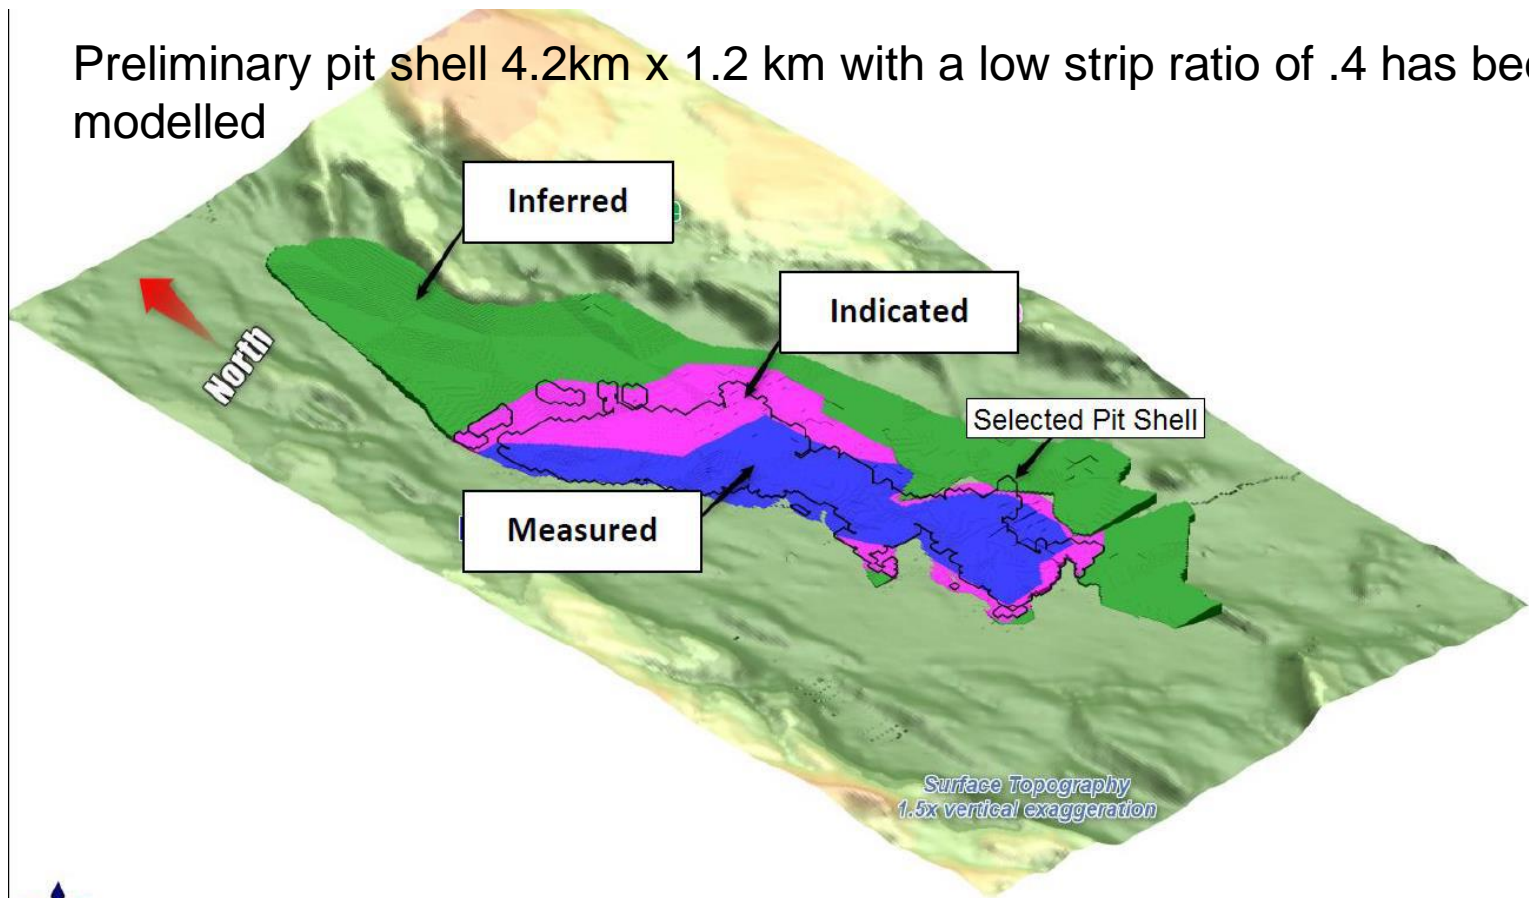 Preliminary pit shell 4.2km x 1.2 km with a low strip ratio of .4 has bee
modelled
Inferred
Indicated
North
Selected Pit Shell
Measured
Surface Topography
1.5x vertical exaggeration